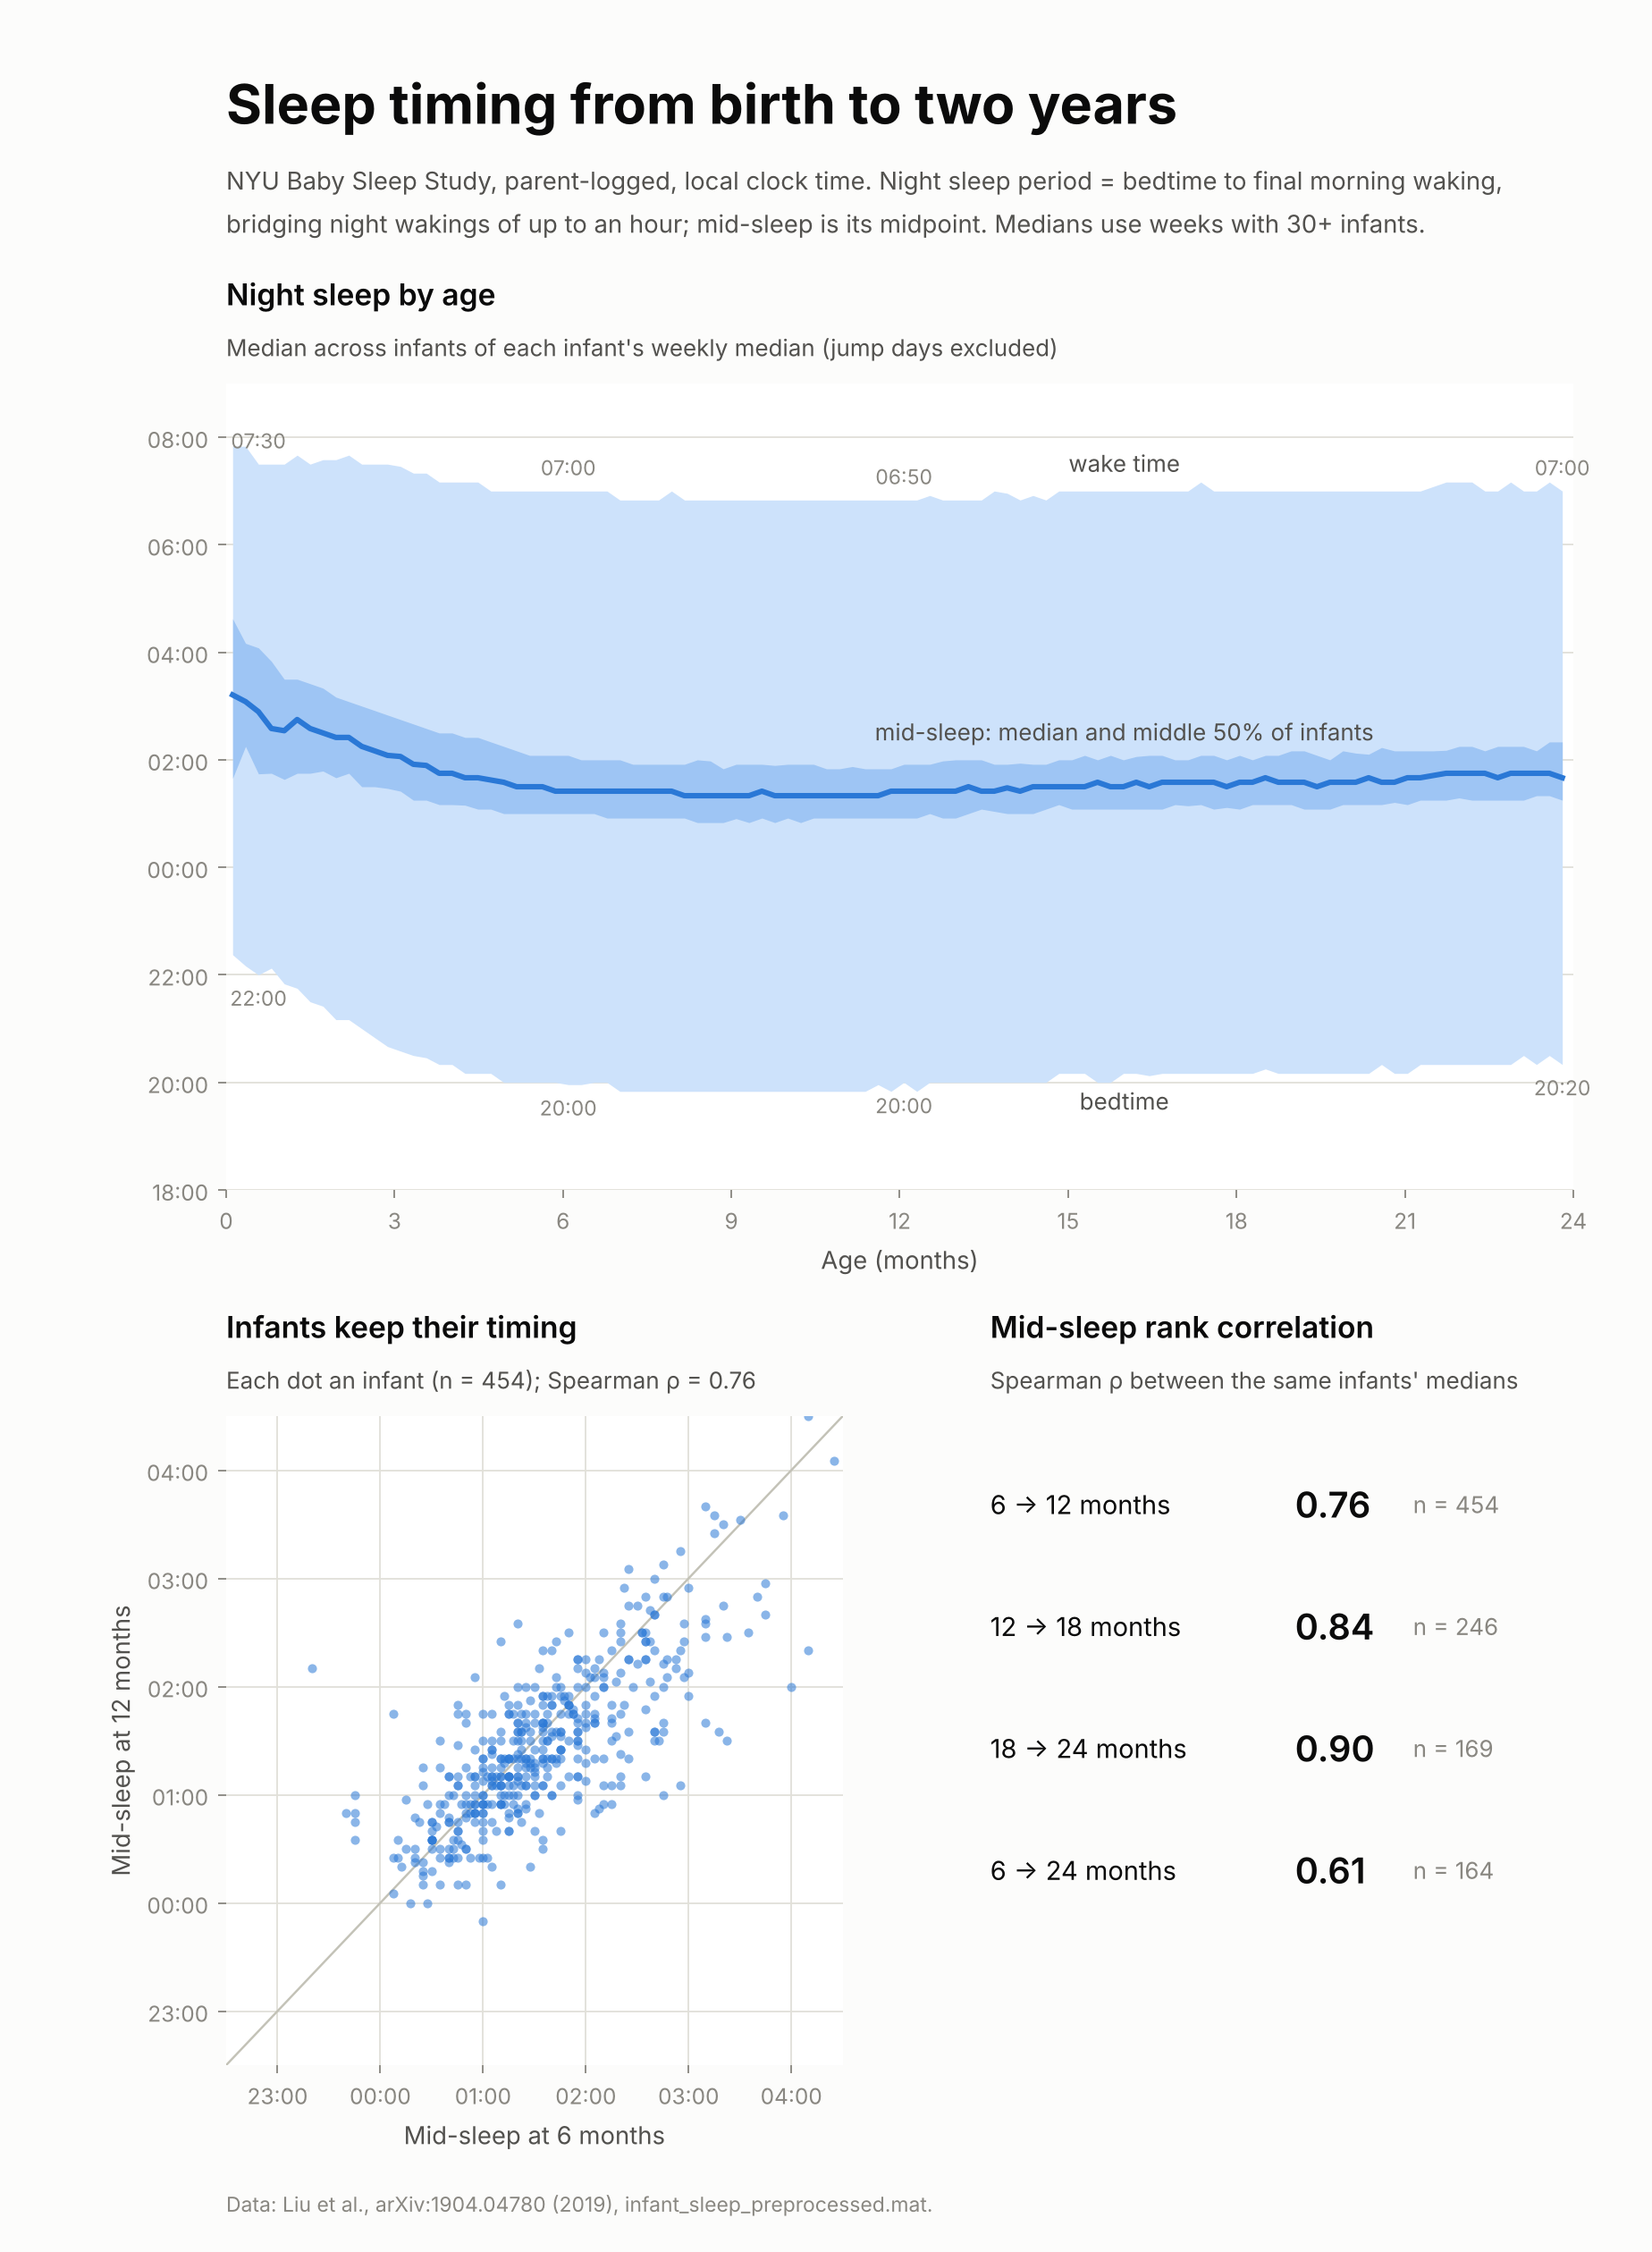 Sleep timing from birth to two years
NYU Baby Sleep Study, parent-logged, local clock time. Night sleep period = bedtime to final morning waking,
bridging night wakings of up to an hour; mid-sleep is its midpoint. Medians use weeks with 30+ infants.
Night sleep by age
Median across infants of each infant's weekly median (jump days excluded)
08:00
07:30
07:00
06:50
wake time
07:00
06:00
04:00
mid-sleep: median and middle 50% of infants
02:00
00:00
22:00
22:00
20:00
20:00
20:00
bedtime
20:20
18:00
0 3 6 9 12 15 18 21 24
Age (months)
Infants keep their timing
Each dot an infant (n = 454); Spearman ρ = 0.76
04:00
03:00
02:00
01:00
00:00
23:00
Mid-sleep at 12 months
23:00 00:00 01:00 02:00 03:00 04:00
Mid-sleep at 6 months
Mid-sleep rank correlation
Spearman ρ between the same infants' medians
6 → 12 months 0.76 n = 454
12 → 18 months 0.84 n = 246
18 → 24 months 0.90 n = 169
6 → 24 months 0.61 n = 164
Data: Liu et al., arXiv:1904.04780 (2019), infant_sleep_preprocessed.mat.